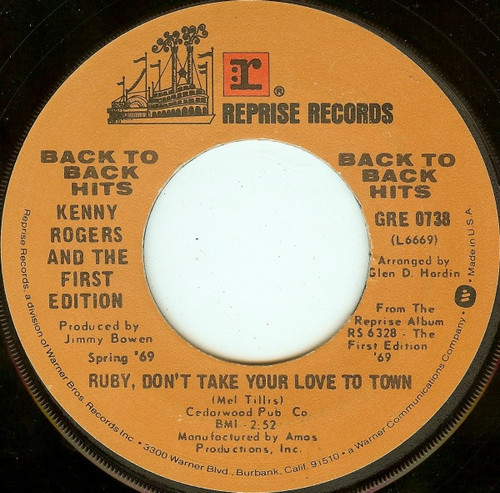 r
®
REPRISE RECORDS
BACK TO
BACK
HITS
KENNY
ROGERS
AND THE
FIRST
EDITION
Produced by
Jimmy Bowen
Spring '69
BACK TO
BACK
HITS
GRE 0738
(L6669)
Arranged by
Glen D. Hardin
From The
Reprise Album
RS 6328 - The
First Edition
'69
RUBY, DON'T TAKE YOUR LOVE TO TOWN
(Mel Tillis)
Cedarwood Pub. Co.
BMI - 2:52
Manufactured by Amos
Productions, Inc.
Reprise Records, a division of Warner Bros. Records Inc. • 3300 Warner Blvd., Burbank, Calif. 91510 • a Warner Communications Company • Made in U.S.A.